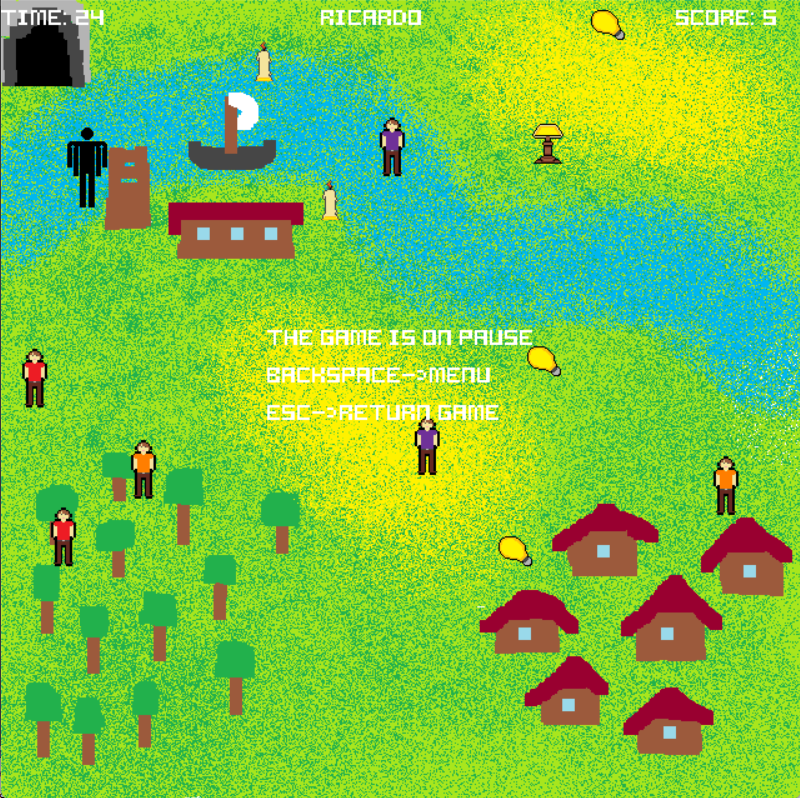 TIME: 24 RICARDO SCORE: 5
THE GAME IS ON PAUSE
BACKSPACE->MENU
ESC->RETURN GAME